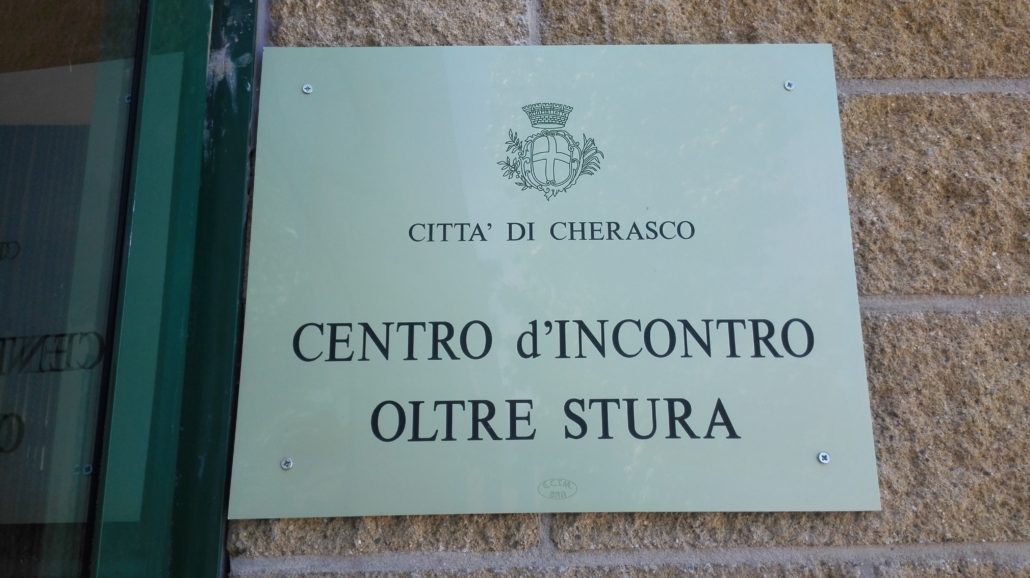 CITTA' DI CHERASCO
CENTRO d'INCONTRO
OLTRE STURA